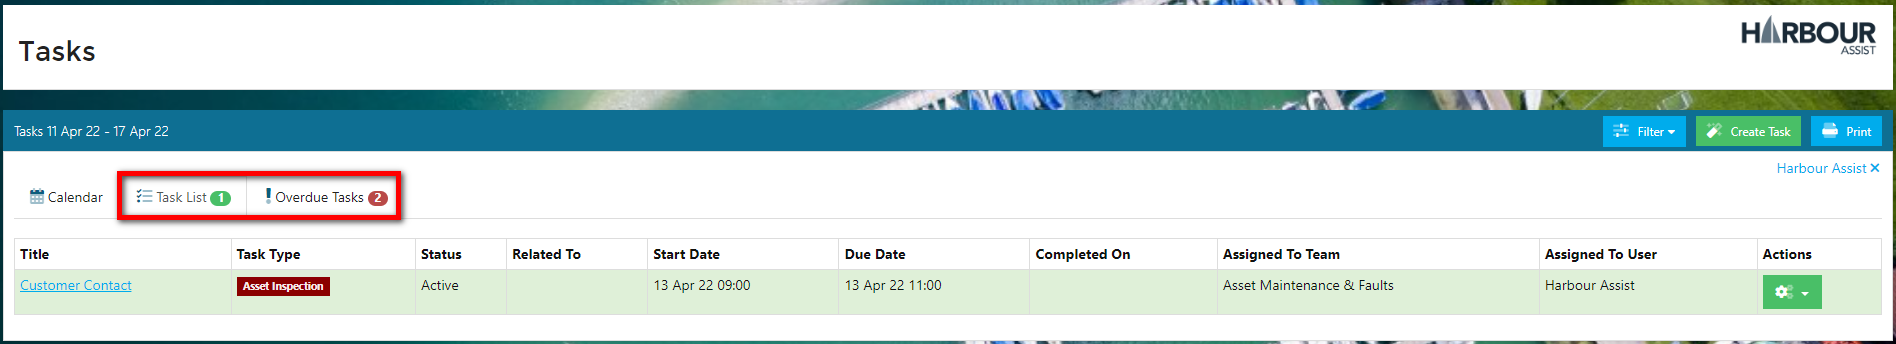 Tasks
HARBOUR
ASSIST
Tasks 11 Apr 22 - 17 Apr 22
Filter
Create Task
Print
Harbour Assist ×
Calendar
Task List 1
Overdue Tasks 2
Title Task Type Status Related To Start Date Due Date Completed On Assigned To Team Assigned To User Actions
Customer Contact Asset Inspection Active 13 Apr 22 09:00 13 Apr 22 11:00 Asset Maintenance & Faults Harbour Assist